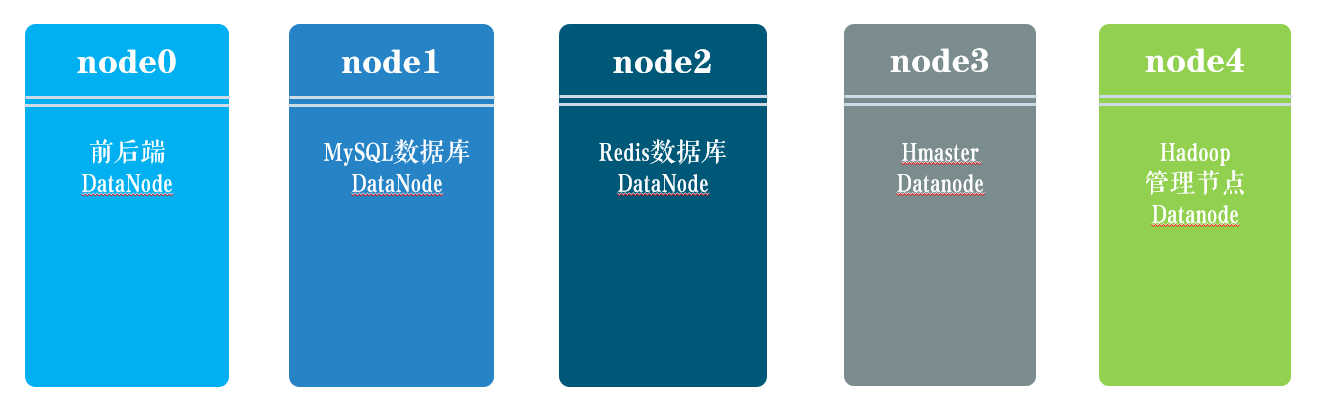 node0
前后端
DataNode
node1
MySQL数据库
DataNode
node2
Redis数据库
DataNode
node3
Hmaster
Datanode
node4
Hadoop
管理节点
Datanode